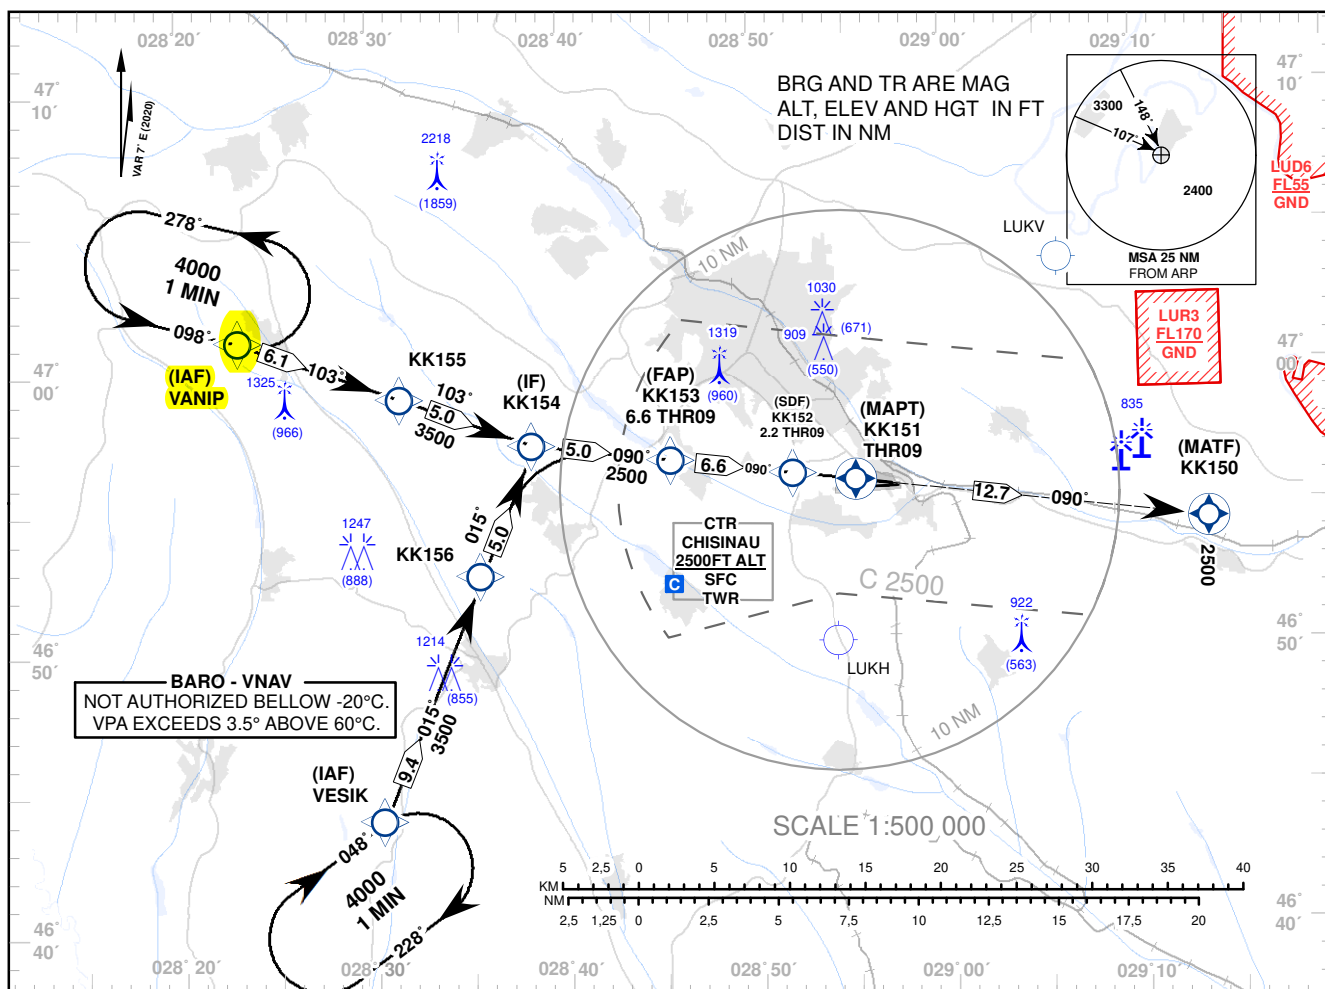 028˚20´
028˚30´
028˚40´
028˚50´
029˚00´
029˚10´
47˚
10´
47˚
10´
VAR 7˚ E (2020)
BRG AND TR ARE MAG
ALT, ELEV AND HGT IN FT
DIST IN NM
3300
148˚
107˚
2400
MSA 25 NM
FROM ARP
LUD6
FL55
GND
LUKV
2218
(1859)
278˚
4000
1 MIN
098˚
10 NM
1030
(671)
909
(550)
1319
(960)
LUR3
FL170
GND
47˚
00´
47˚
00´
(IAF)
VANIP
6.1
103˚
1325
(966)
KK155
103˚
5.0
3500
(IF)
KK154
5.0
090˚
2500
(FAP)
KK153
6.6 THR09
6.6
090˚
(SDF)
KK152
2.2 THR09
(MAPT)
KK151
THR09
12.7
090˚
835
(MATF)
KK150
2500
1247
(888)
KK156
015˚
5.0
CTR
CHISINAU
2500FT ALT
SFC
TWR
C
C 2500
922
(563)
LUKH
46˚
50´
46˚
50´
1214
(855)
BARO - VNAV
NOT AUTHORIZED BELLOW -20°C.
VPA EXCEEDS 3.5° ABOVE 60°C.
015˚
3500
9.4
10 NM
(IAF)
VESIK
048˚
4000
1 MIN
228˚
SCALE 1:500 000
5 2,5 0 5 10 15 20 25 30 35 40
KM
NM
2,5 1,25 0 2,5 5 7,5 10 12,5 15 17,5 20
46˚
40´
46˚
40´
028˚20´
028˚30´
028˚40´
028˚50´
029˚00´
029˚10´